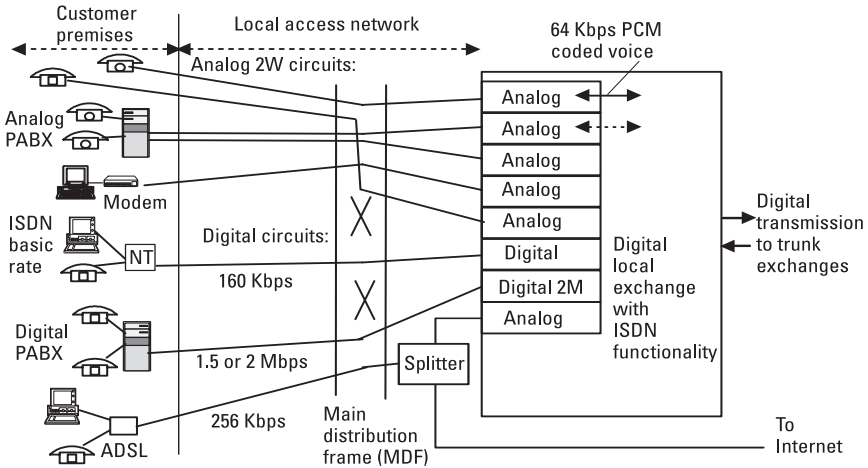 Customer
premises
Local access network
64 Kbps PCM
coded voice
Analog 2W circuits:
Analog
Analog
Analog
PABX
Analog
Analog
Modem
Analog
ISDN
basic
rate
NT
Digital circuits:
160 Kbps
Digital
Digital 2M
Analog
Digital
local
exchange
with
ISDN
functionality
Digital
transmission
to trunk
exchanges
Digital
PABX
1.5 or 2 Mbps
Splitter
256 Kbps
ADSL
Main
distribution
frame (MDF)
To
Internet